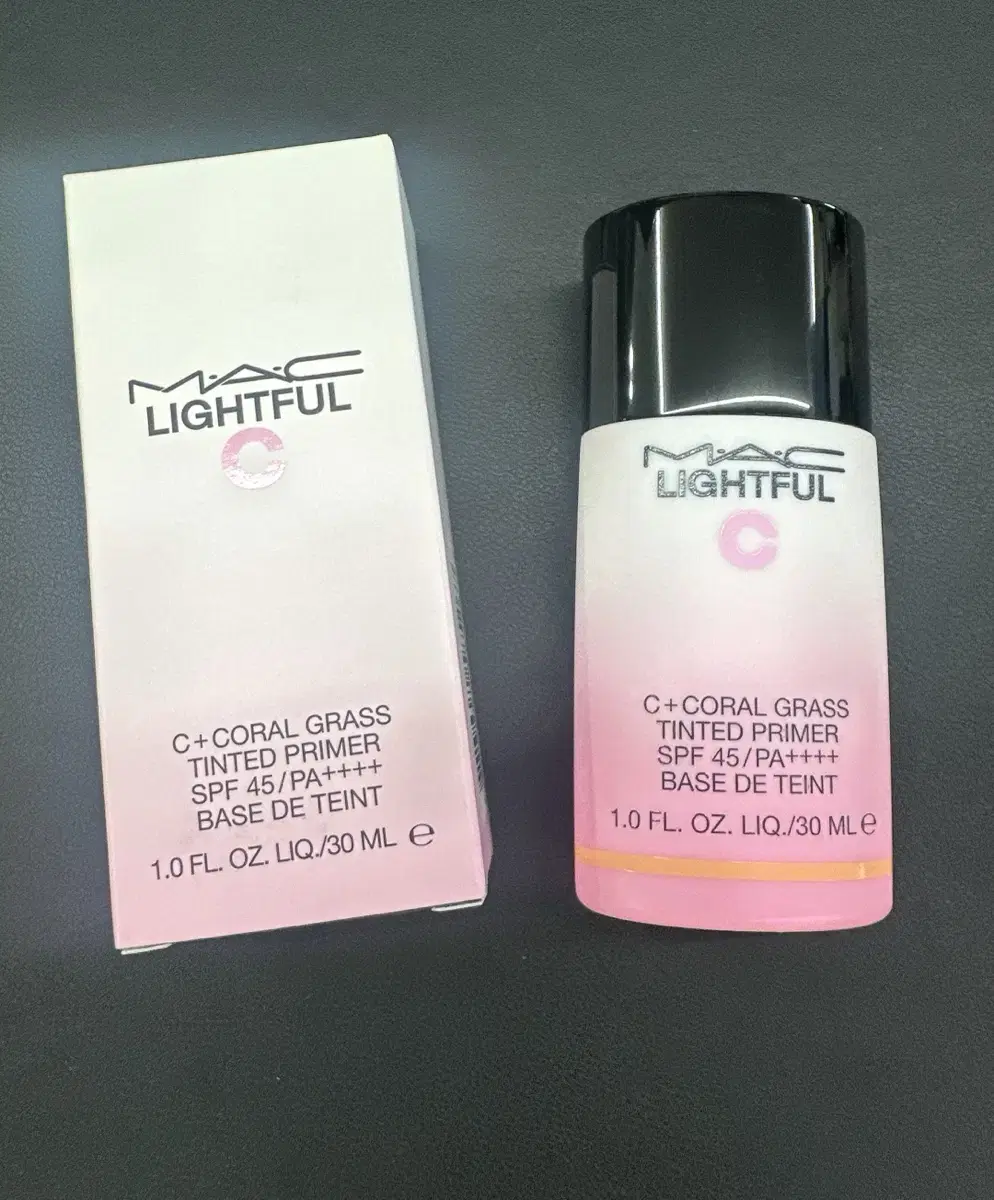 M·A·C
LIGHTFUL
C
C+CORAL GRASS
TINTED PRIMER
SPF 45/PA++++
BASE DE TEINT
1.0 FL. OZ. LIQ./30 ML ℮
M·A·C
LIGHTFUL
C
C+CORAL GRASS
TINTED PRIMER
SPF 45/PA++++
BASE DE TEINT
1.0 FL. OZ. LIQ./30 ML ℮